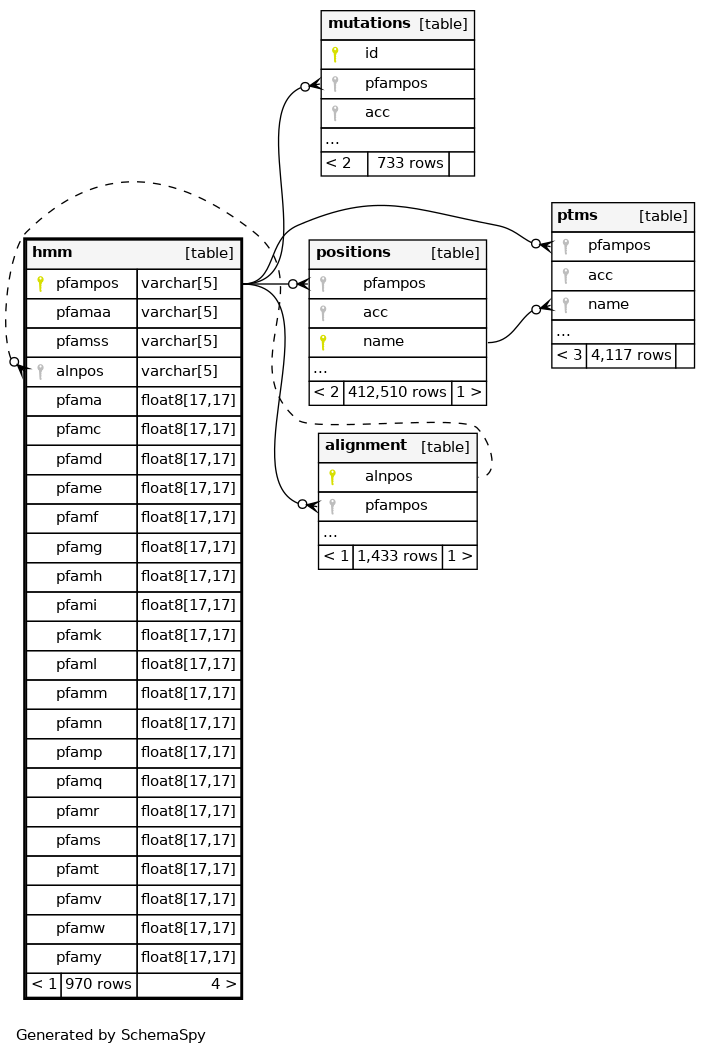 mutations [table]
id
pfampos
acc
...
< 2 733 rows
ptms [table]
pfampos
acc
name
...
< 3 4,117 rows
hmm [table]
pfampos varchar[5]
pfamaa varchar[5]
pfamss varchar[5]
alnpos varchar[5]
pfama float8[17,17]
pfamc float8[17,17]
pfamd float8[17,17]
pfame float8[17,17]
pfamf float8[17,17]
pfamg float8[17,17]
pfamh float8[17,17]
pfami float8[17,17]
pfamk float8[17,17]
pfaml float8[17,17]
pfamm float8[17,17]
pfamn float8[17,17]
pfamp float8[17,17]
pfamq float8[17,17]
pfamr float8[17,17]
pfams float8[17,17]
pfamt float8[17,17]
pfamv float8[17,17]
pfamw float8[17,17]
pfamy float8[17,17]
< 1 970 rows 4 >
positions [table]
pfampos
acc
name
...
< 2 412,510 rows 1 >
alignment [table]
alnpos
pfampos
...
< 1 1,433 rows 1 >
Generated by SchemaSpy